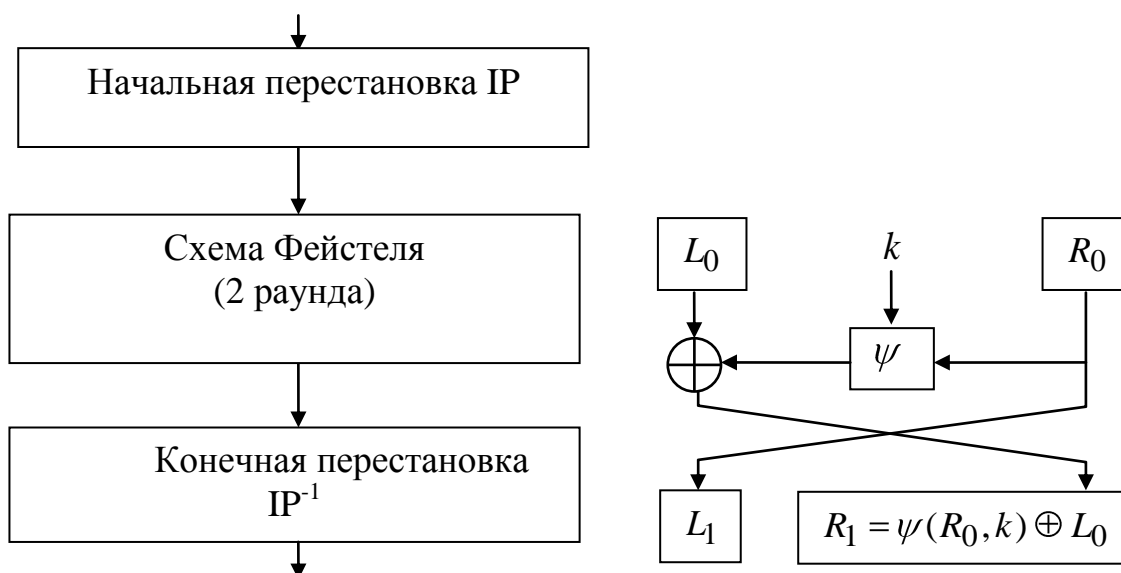 Начальная перестановка IP
Схема Фейстеля
(2 раунда)
Конечная перестановка
IP⁻¹
L₀
k
R₀
ψ
L₁
R₁ = ψ(R₀, k) ⊕ L₀